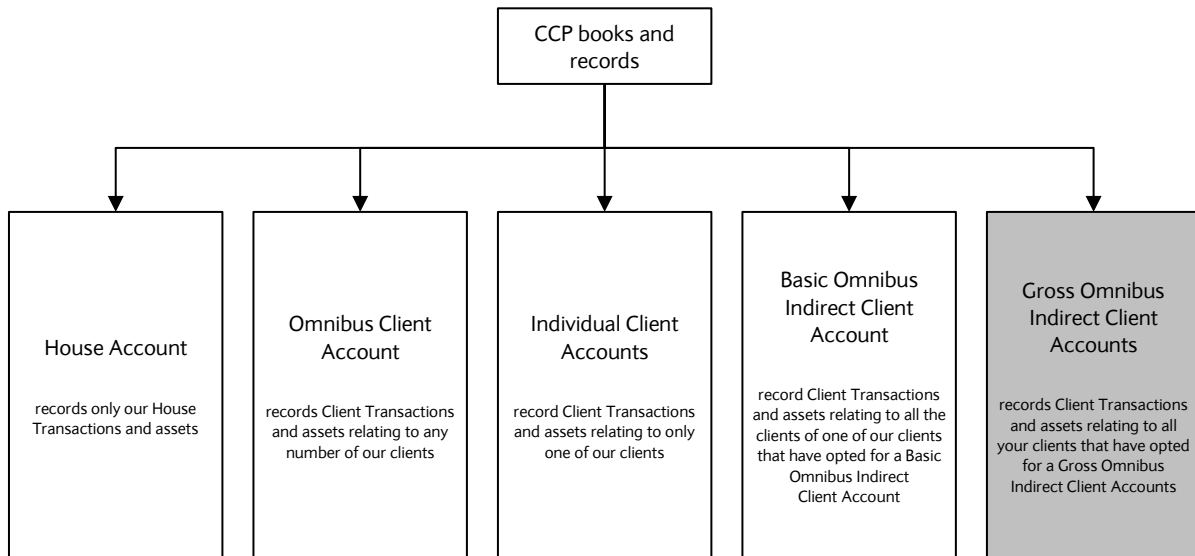 CCP books and
records
House Account
records only our House
Transactions and assets
Omnibus Client
Account
records Client Transactions
and assets relating to any
number of our clients
Individual Client
Accounts
record Client Transactions
and assets relating to only
one of our clients
Basic Omnibus
Indirect Client
Account
record Client Transactions
and assets relating to all the
clients of one of our clients
that have opted for a Basic
Omnibus Indirect
Client Account
Gross Omnibus
Indirect Client
Accounts
records Client Transactions
and assets relating to all
your clients that have opted
for a Gross Omnibus
Indirect Client Accounts